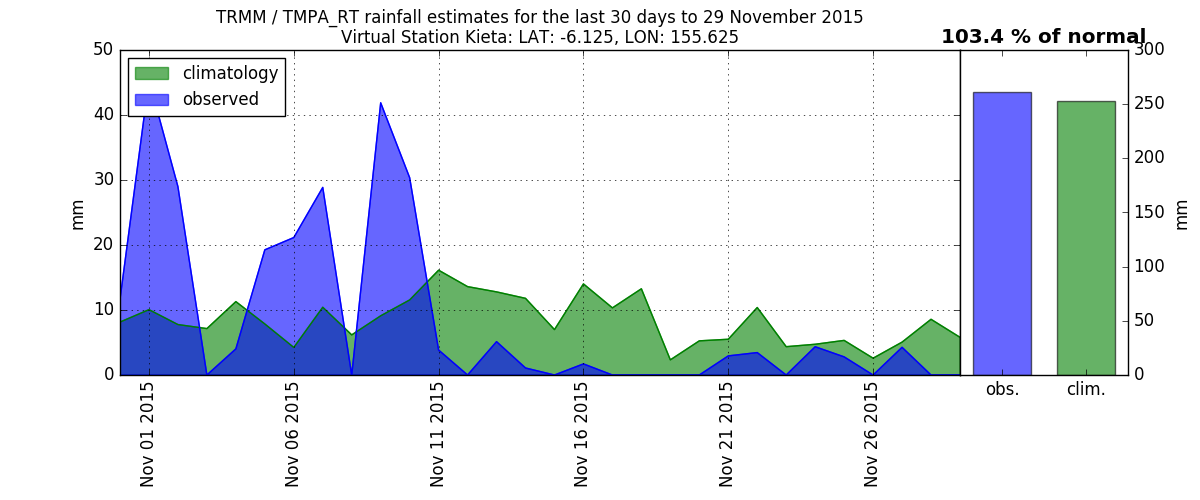 TRMM / TMPA_RT rainfall estimates for the last 30 days to 29 November 2015
Virtual Station Kieta: LAT: -6.125, LON: 155.625
103.4 % of normal
climatology
observed
50
40
30
20
10
0
mm
Nov 01 2015
Nov 06 2015
Nov 11 2015
Nov 16 2015
Nov 21 2015
Nov 26 2015
300
250
200
150
100
50
0
mm
obs.
clim.